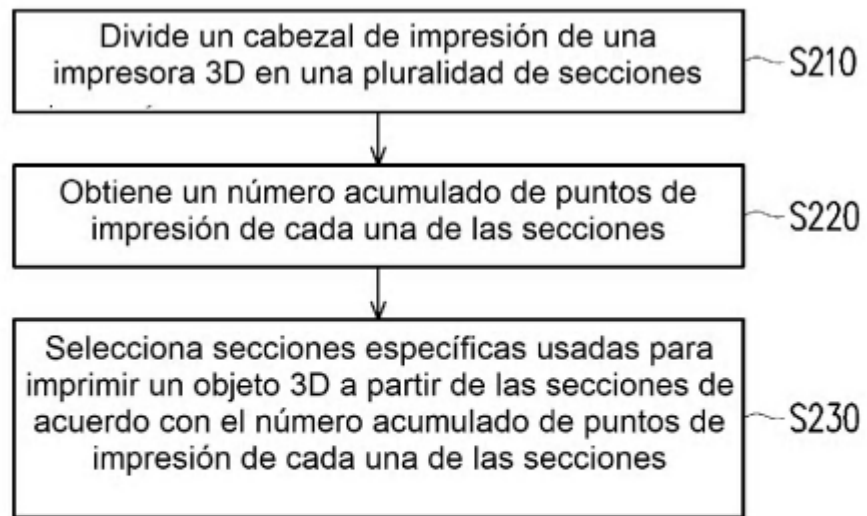 Divide un cabezal de impresión de una
impresora 3D en una pluralidad de secciones
S210
Obtiene un número acumulado de puntos de
impresión de cada una de las secciones
S220
Selecciona secciones específicas usadas para
imprimir un objeto 3D a partir de las secciones de
acuerdo con el número acumulado de puntos de
impresión de cada una de las secciones
S230